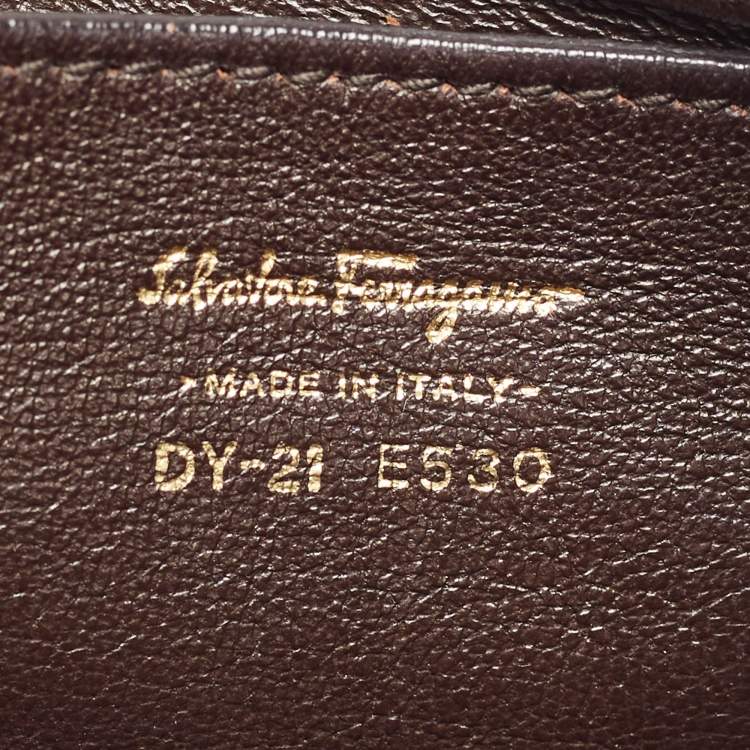 Salvatore Ferragamo
-MADE IN ITALY-
DY-21 E530